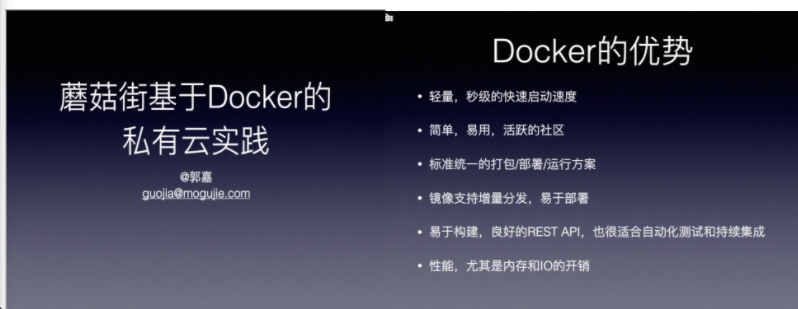 蘑菇街基于Docker的
私有云实践
@郭嘉
guojia@mogujie.com
Docker的优势
• 轻量，秒级的快速启动速度
• 简单，易用，活跃的社区
• 标准统一的打包/部署/运行方案
• 镜像支持增量分发，易于部署
• 易于构建，良好的REST API，也很适合自动化测试和持续集成
• 性能，尤其是内存和IO的开销